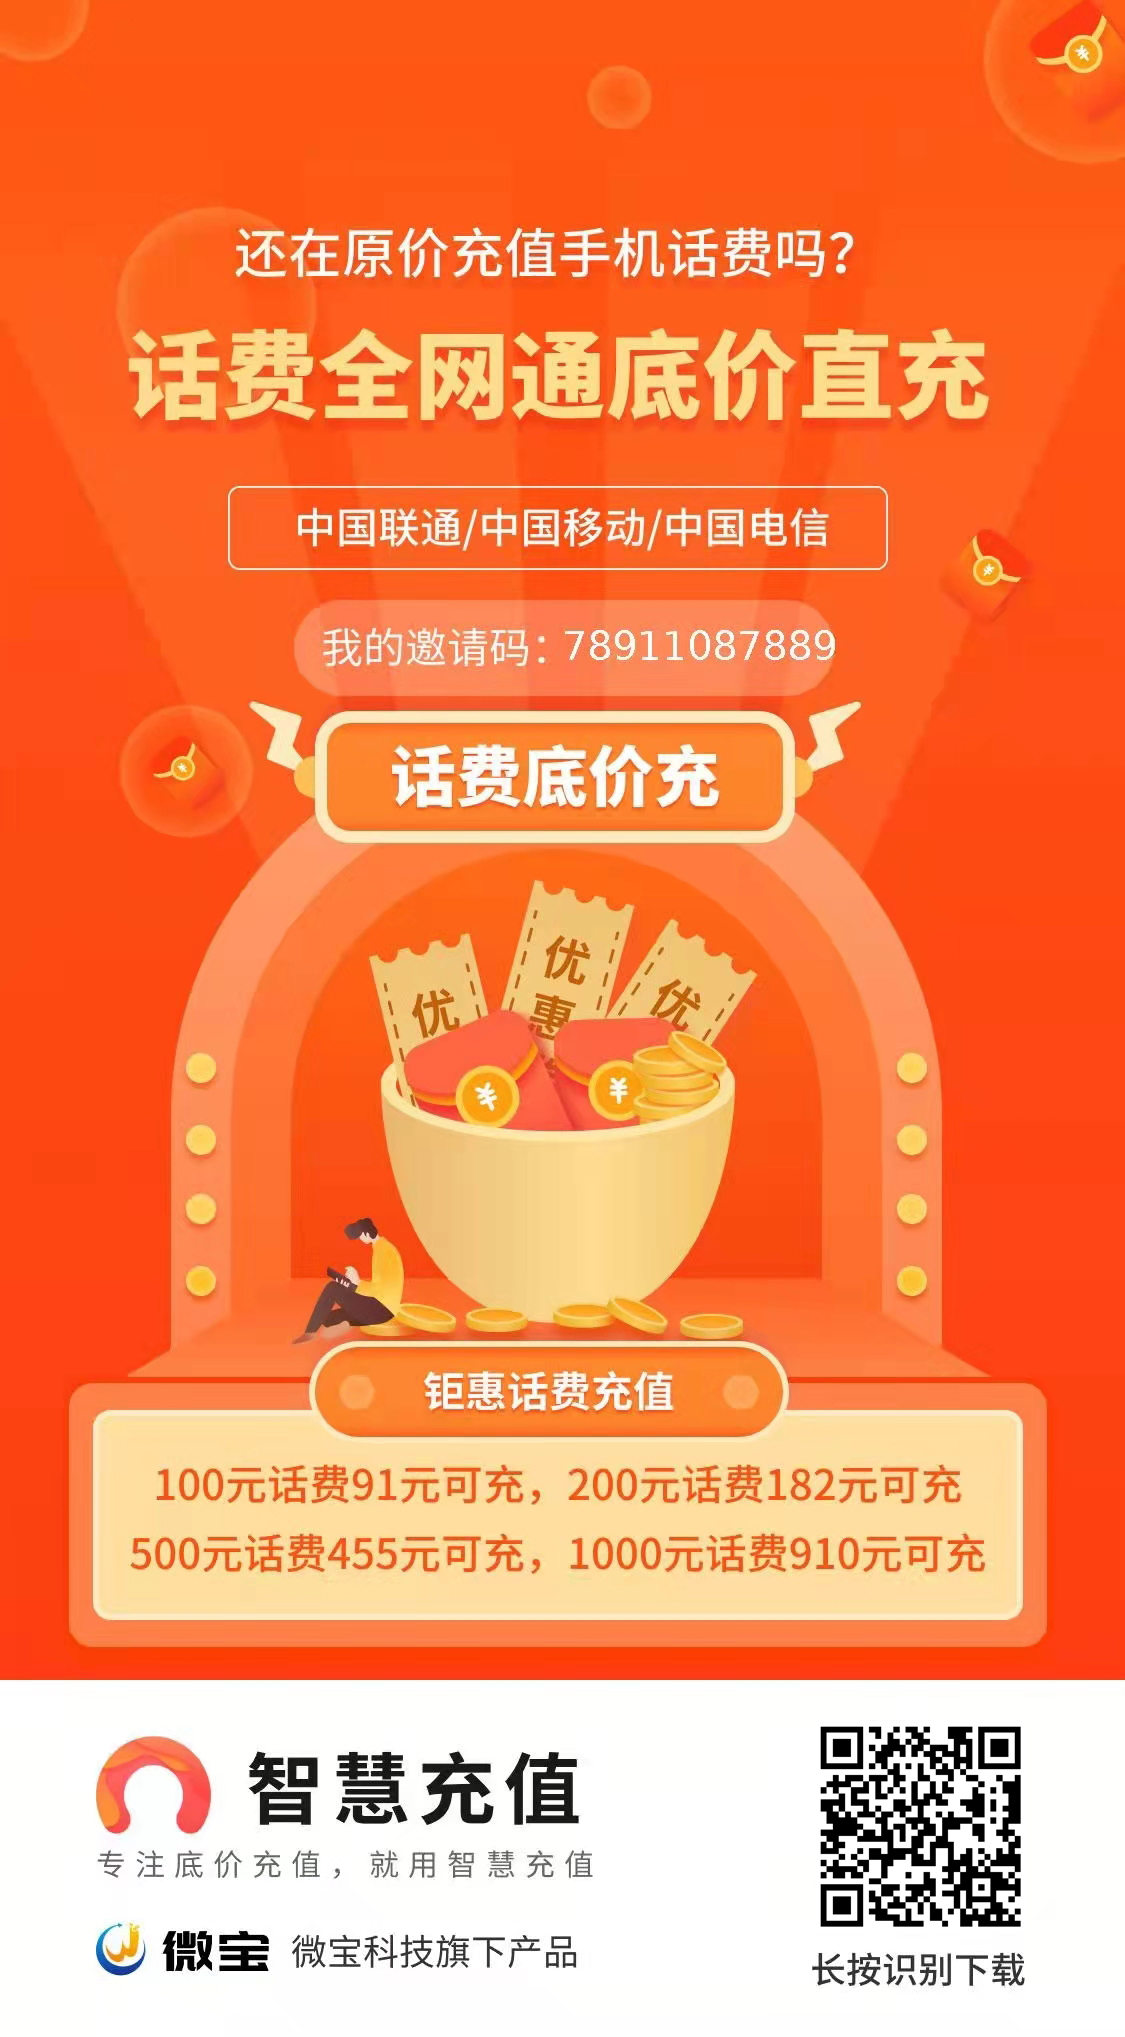 还在原价充值手机话费吗？
话费全网通底价直充
中国联通/中国移动/中国电信
我的邀请码：78911087889
话费底价充
优
优惠
优
钜惠话费充值
100元话费91元可充，200元话费182元可充
500元话费455元可充，1000元话费910元可充
智慧充值
专注底价充值，就用智慧充值
微宝 微宝科技旗下产品
长按识别下载